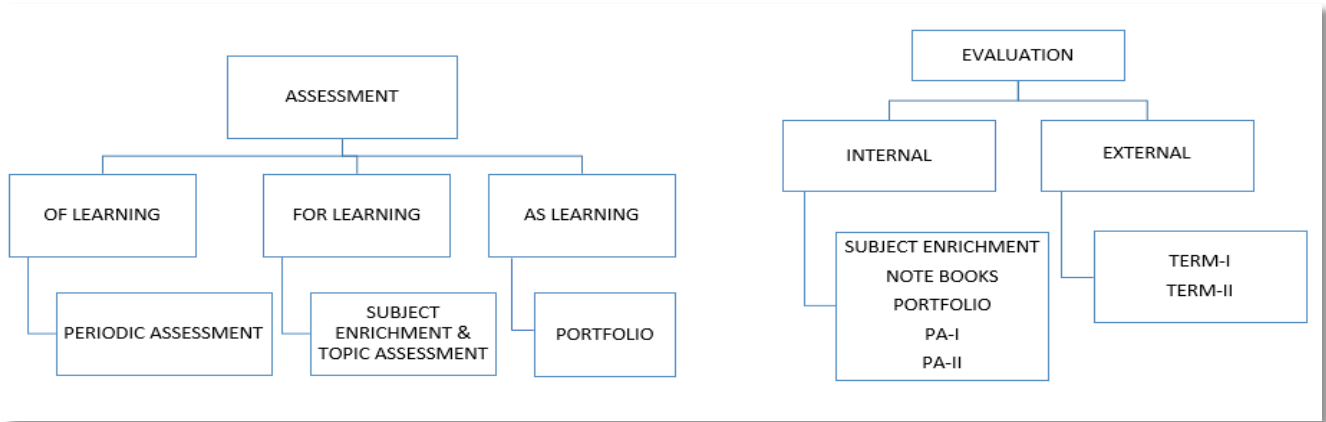 ASSESSMENT
OF LEARNING
FOR LEARNING
AS LEARNING
PERIODIC ASSESSMENT
SUBJECT
ENRICHMENT &
TOPIC ASSESSMENT
PORTFOLIO
EVALUATION
INTERNAL
EXTERNAL
SUBJECT ENRICHMENT
NOTE BOOKS
PORTFOLIO
PA-I
PA-II
TERM-I
TERM-II